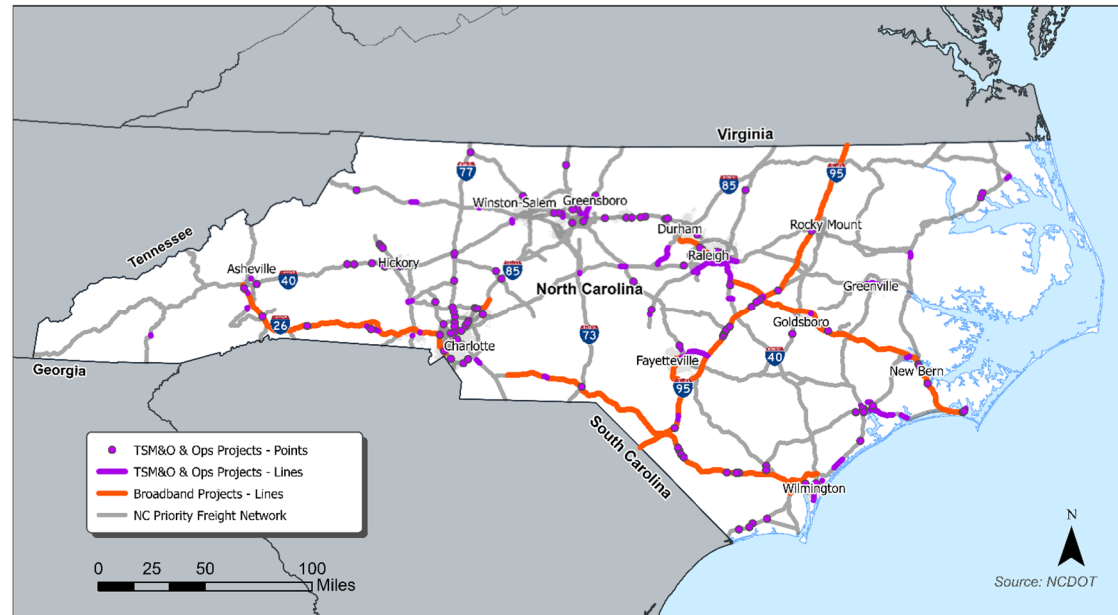 Virginia
77
85
95
Winston-Salem
Greensboro
Durham
Rocky Mount
Tennessee
Asheville
40
Hickory
85
Raleigh
North Carolina
Greenville
26
Charlotte
73
Goldsboro
Fayetteville
40
New Bern
Georgia
95
South Carolina
Wilmington
TSM&O & Ops Projects - Points
TSM&O & Ops Projects - Lines
Broadband Projects - Lines
NC Priority Freight Network
0 25 50 100
Miles
N
Source: NCDOT